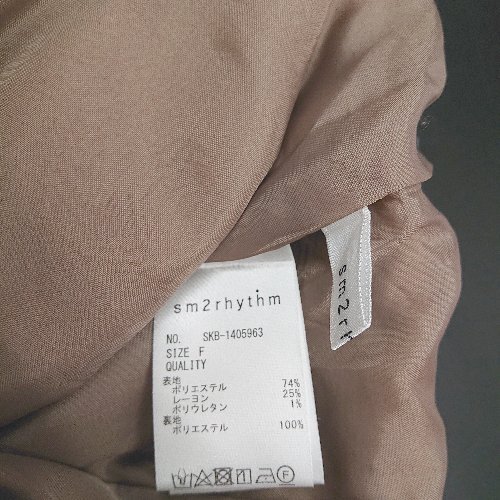 sm2rhythm
NO. SKB-1405963
SIZE F
QUALITY
表地
ポリエステル 74%
レーヨン 25%
ポリウレタン 1%
裏地
ポリエステル 100%
sm2r